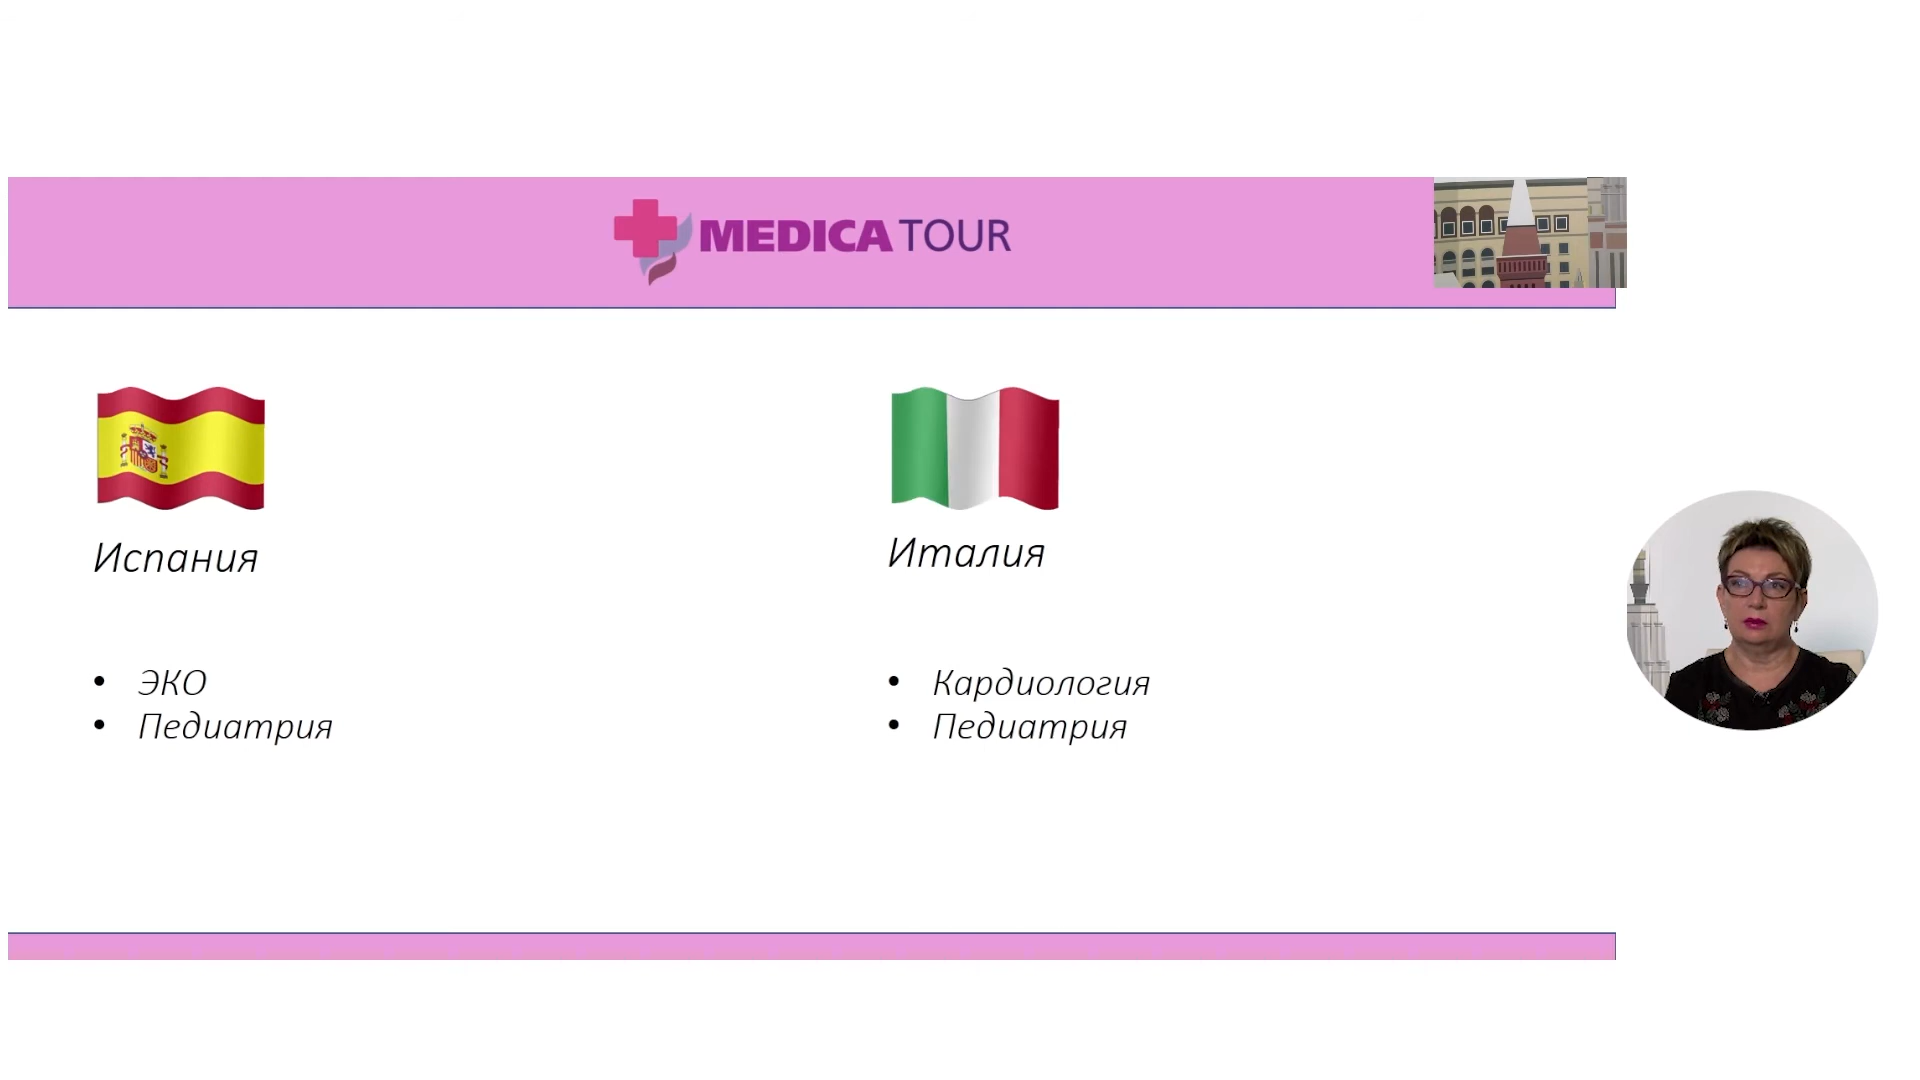 MEDICA TOUR
Испания
• ЭКО
• Педиатрия
Италия
• Кардиология
• Педиатрия